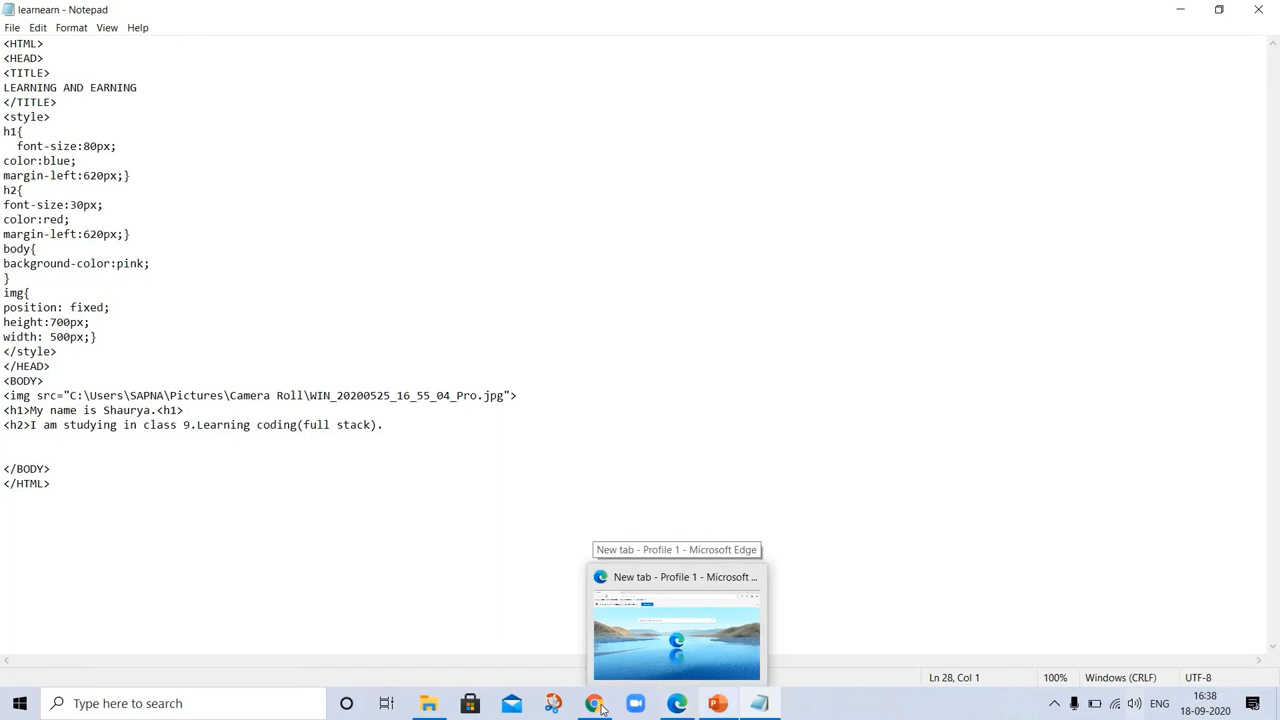 learnearn - Notepad
File Edit Format View Help
<HTML>
<HEAD>
<TITLE>
LEARNING AND EARNING
</TITLE>
<style>
h1{
font-size:80px;
color:blue;
margin-left:620px;}
h2{
font-size:30px;
color:red;
margin-left:620px;}
body{
background-color:pink;
}
img{
position: fixed;
height:700px;
width: 500px;}
</style>
</HEAD>
<BODY>
<img src="C:\Users\SAPNA\Pictures\Camera Roll\WIN_20200525_16_55_04_Pro.jpg">
<h1>My name is Shaurya.<h1>
<h2>I am studying in class 9.Learning coding(full stack).
</BODY>
</HTML>
New tab - Profile 1 - Microsoft Edge
New tab - Profile 1 - Microsoft ...
Ln 28, Col 1 100% Windows (CRLF) UTF-8
Type here to search
ENG
16:38
18-09-2020